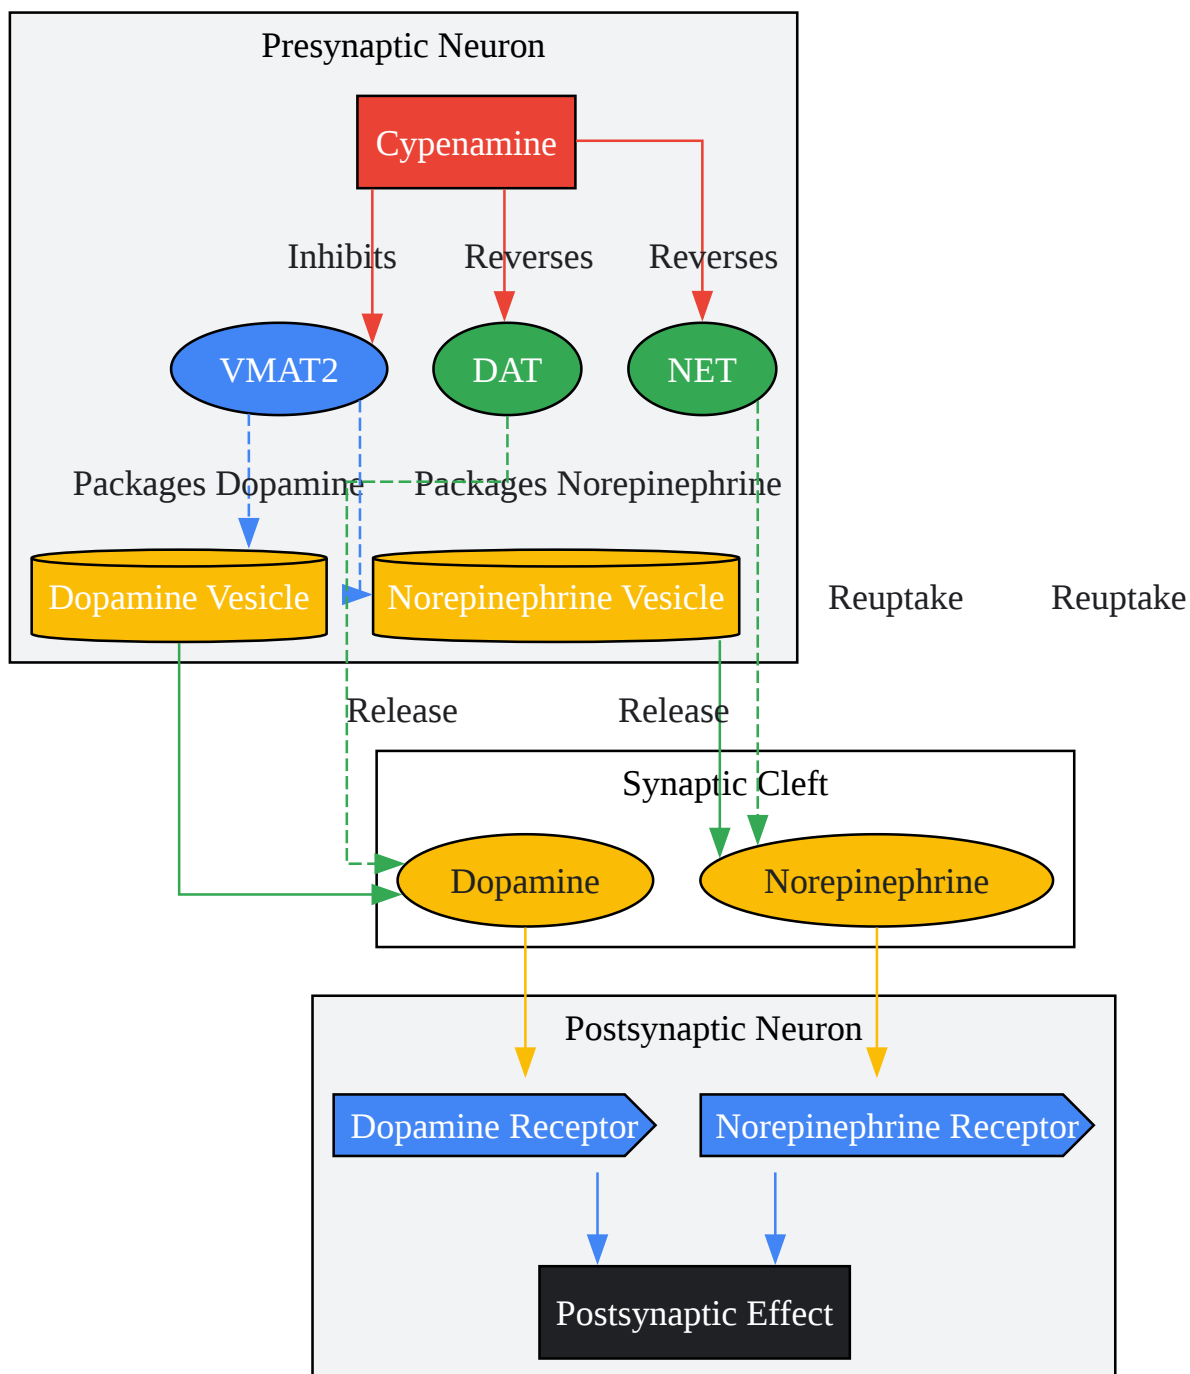 Presynaptic Neuron
Cypenamine
Inhibits
Reverses
Reverses
VMAT2
DAT
NET
Packages Dopamine
Packages Norepinephrine
Dopamine Vesicle
Norepinephrine Vesicle
Reuptake
Reuptake
Release
Release
Synaptic Cleft
Dopamine
Norepinephrine
Postsynaptic Neuron
Dopamine Receptor
Norepinephrine Receptor
Postsynaptic Effect